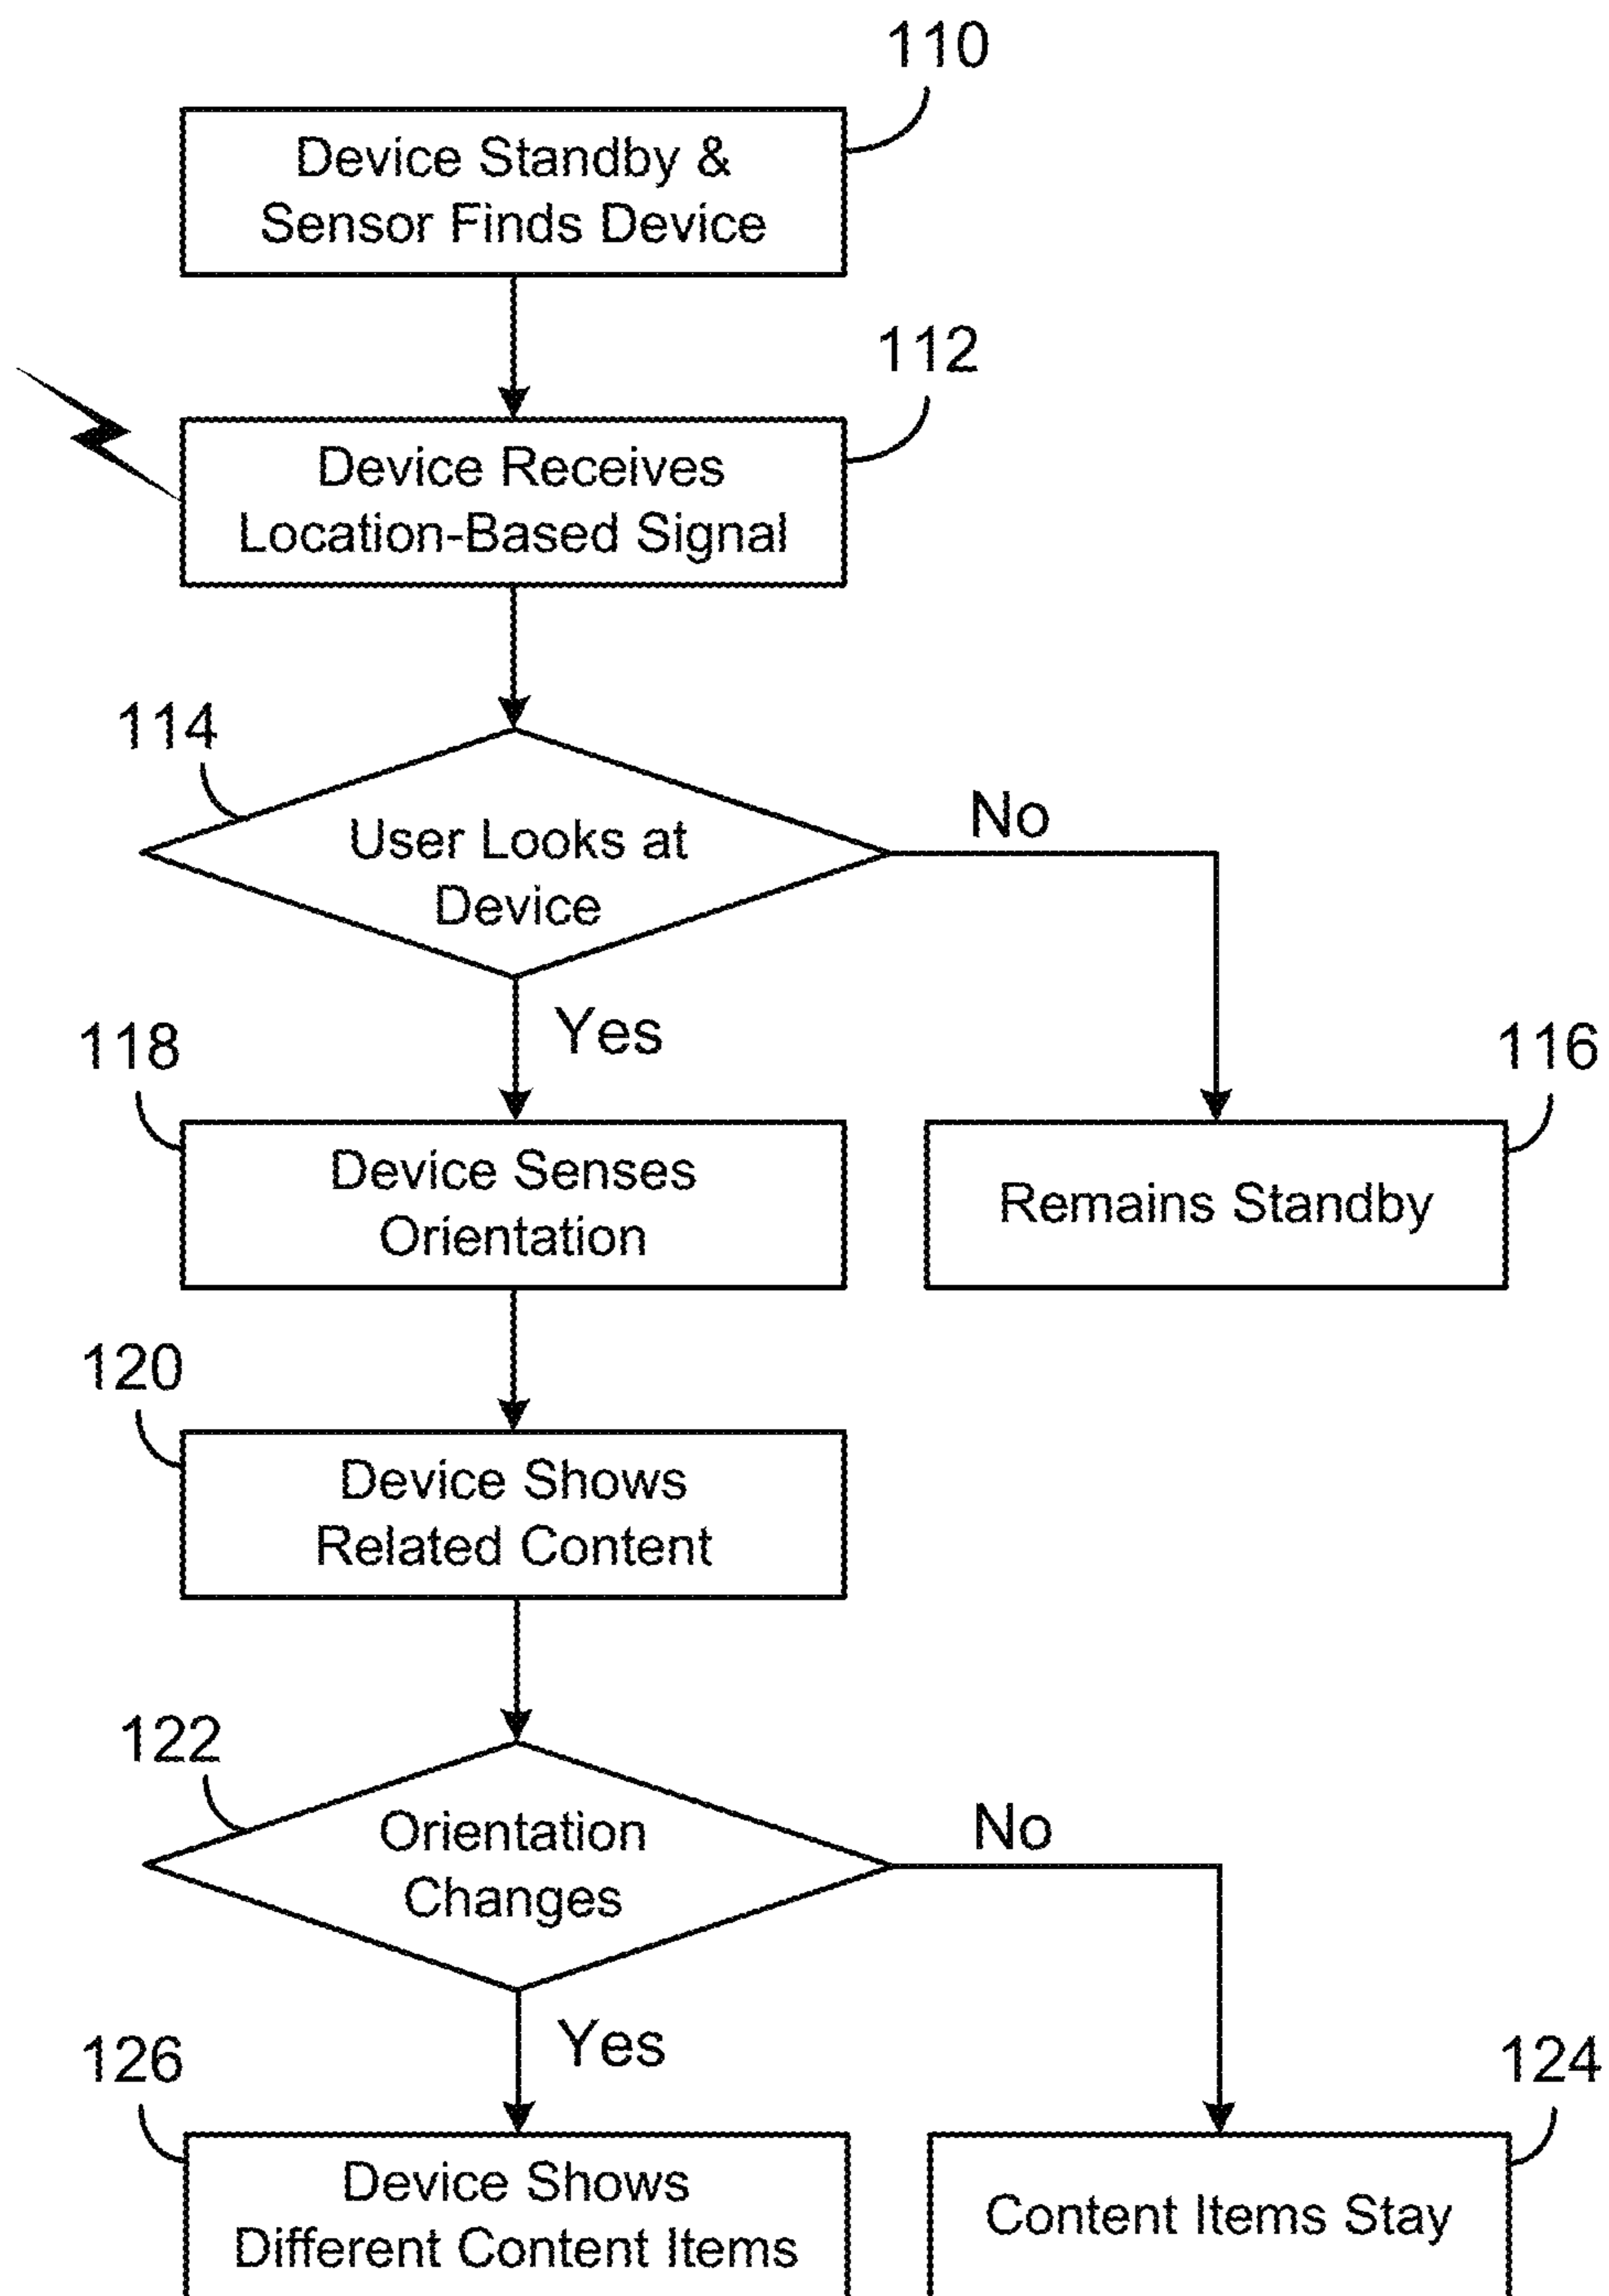 110
Device Standby &
Sensor Finds Device
112
Device Receives
Location-Based Signal
114
User Looks at
Device
No
Yes
118
116
Device Senses
Orientation
Remains Standby
120
Device Shows
Related Content
122
Orientation
Changes
No
Yes
126
124
Device Shows
Different Content Items
Content Items Stay